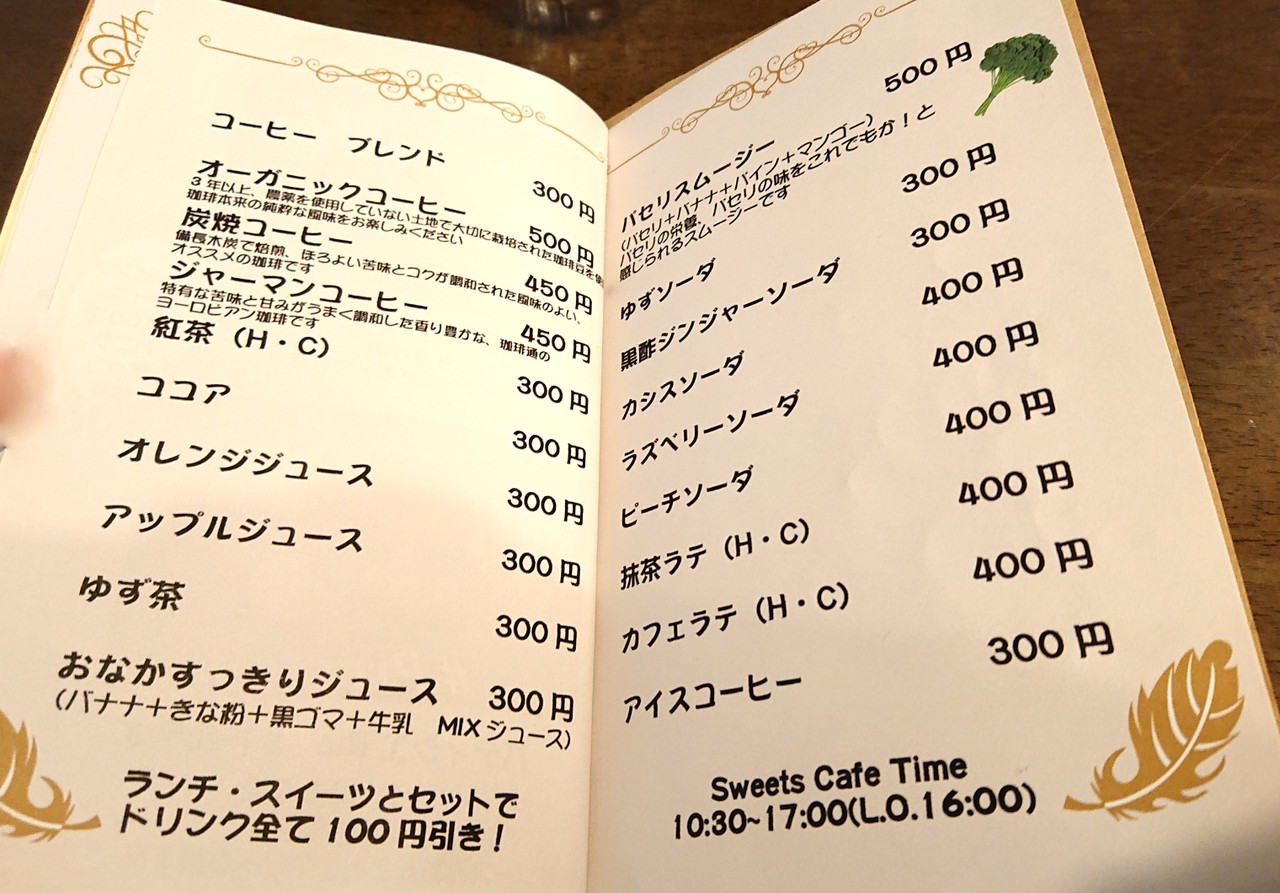 コーヒー ブレンド 300円
オーガニックコーヒー 500円
3年以上、農薬を使用していない土地で大切に栽培された珈琲豆を
珈琲本来の純粋な風味をお楽しみください
炭焼コーヒー 450円
備長木炭で焙煎、ほろよい苦味とコクが調和された風味のよい、
オススメの珈琲です
ジャーマンコーヒー 450円
特有な苦味と甘みがうまく調和した香り豊かな、珈琲通の
ヨーロピアン珈琲です
紅茶（H・C） 300円
ココア 300円
オレンジジュース 300円
アップルジュース 300円
ゆず茶 300円
おなかすっきりジュース 300円
（バナナ＋きな粉＋黒ゴマ＋牛乳 MIXジュース）
ランチ・スイーツとセットで
ドリンク全て100円引き！
パセリスムージー 500円
（パセリ＋バナナ＋パイン＋マンゴー）
パセリの栄養、パセリの味をこれでもか！と
感じられるスムージーです
ゆずソーダ 300円
黒酢ジンジャーソーダ 300円
カシスソーダ 400円
ラズベリーソーダ 400円
ピーチソーダ 400円
抹茶ラテ（H・C） 400円
カフェラテ（H・C） 400円
アイスコーヒー 300円
Sweets Cafe Time
10:30~17:00(L.O.16:00)